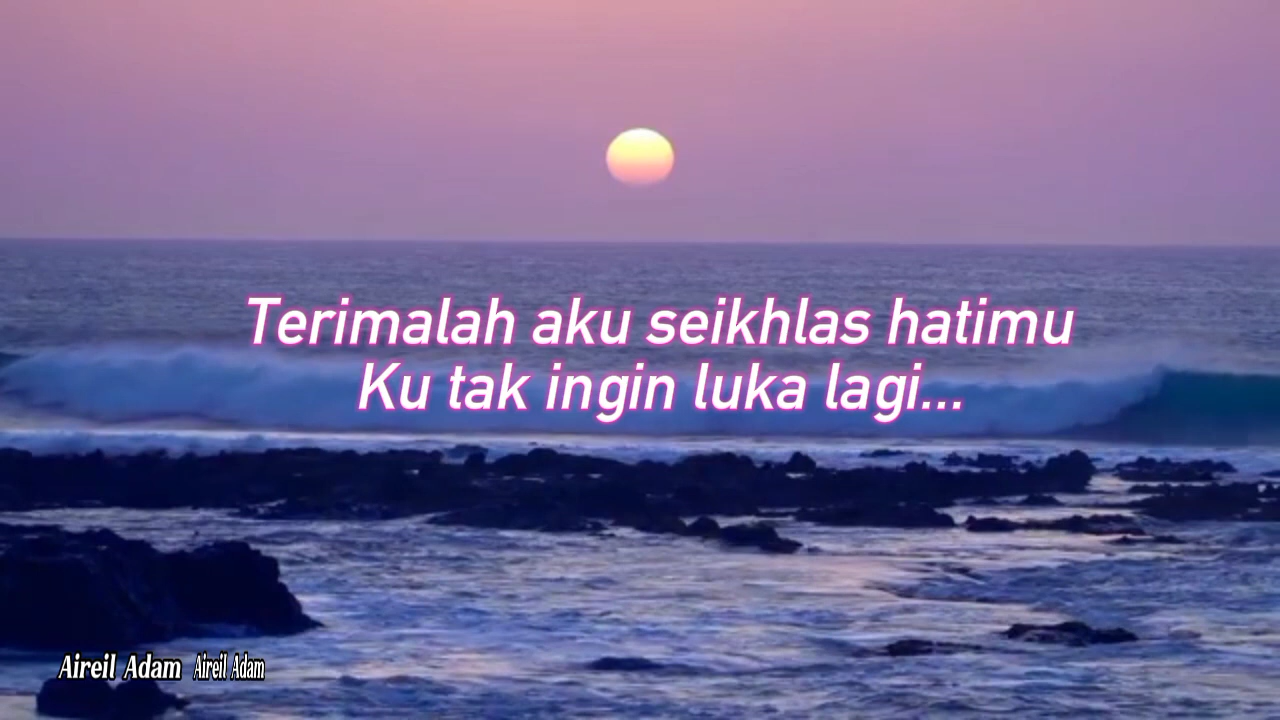 Terimalah aku seikhlas hatimu
Ku tak ingin luka lagi...
Aireil Adam Aireil Adam